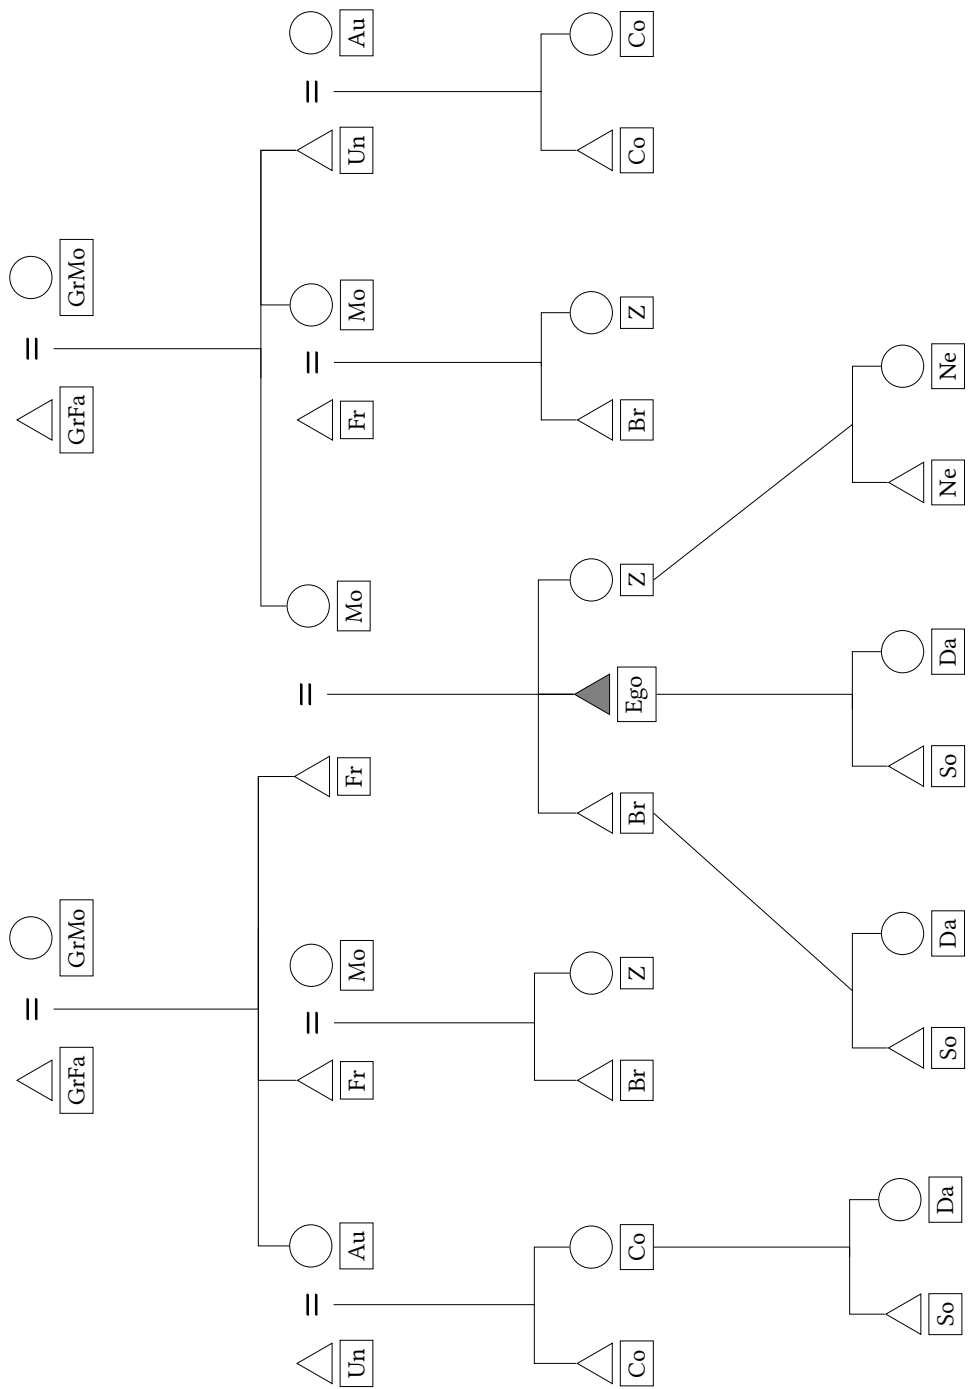 GrFa GrMo GrFa GrMo
Un Au Fr Mo Fr Mo Fr Mo Un Au
Co Co Br Z Br Ego Z Br Z Co Co
So Da So Da So Da Ne Ne